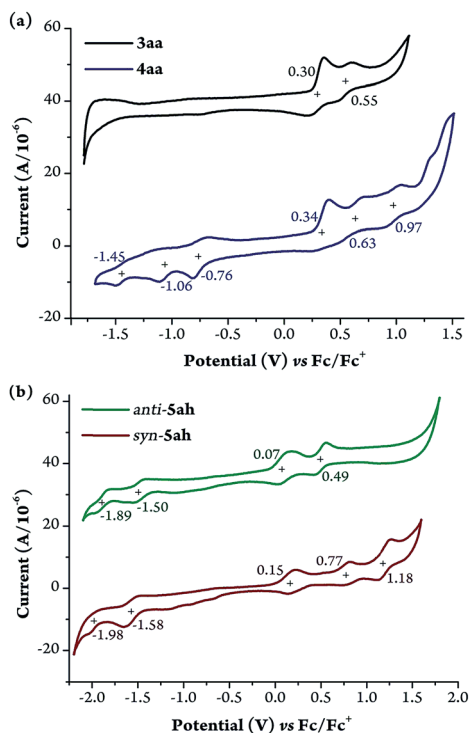 (a)
3aa
4aa
60
40
20
0
-20
Current (A/10⁻⁶)
0.30
0.55
0.34
0.63
0.97
-1.45
-1.06
-0.76
-1.5 -1.0 -0.5 0.0 0.5 1.0 1.5
Potential (V) vs Fc/Fc⁺
(b)
anti-5ah
syn-5ah
60
40
20
0
-20
Current (A/10⁻⁶)
0.07
0.49
-1.89
-1.50
0.15
0.77
1.18
-1.98
-1.58
-2.0 -1.5 -1.0 -0.5 0.0 0.5 1.0 1.5 2.0
Potential (V) vs Fc/Fc⁺